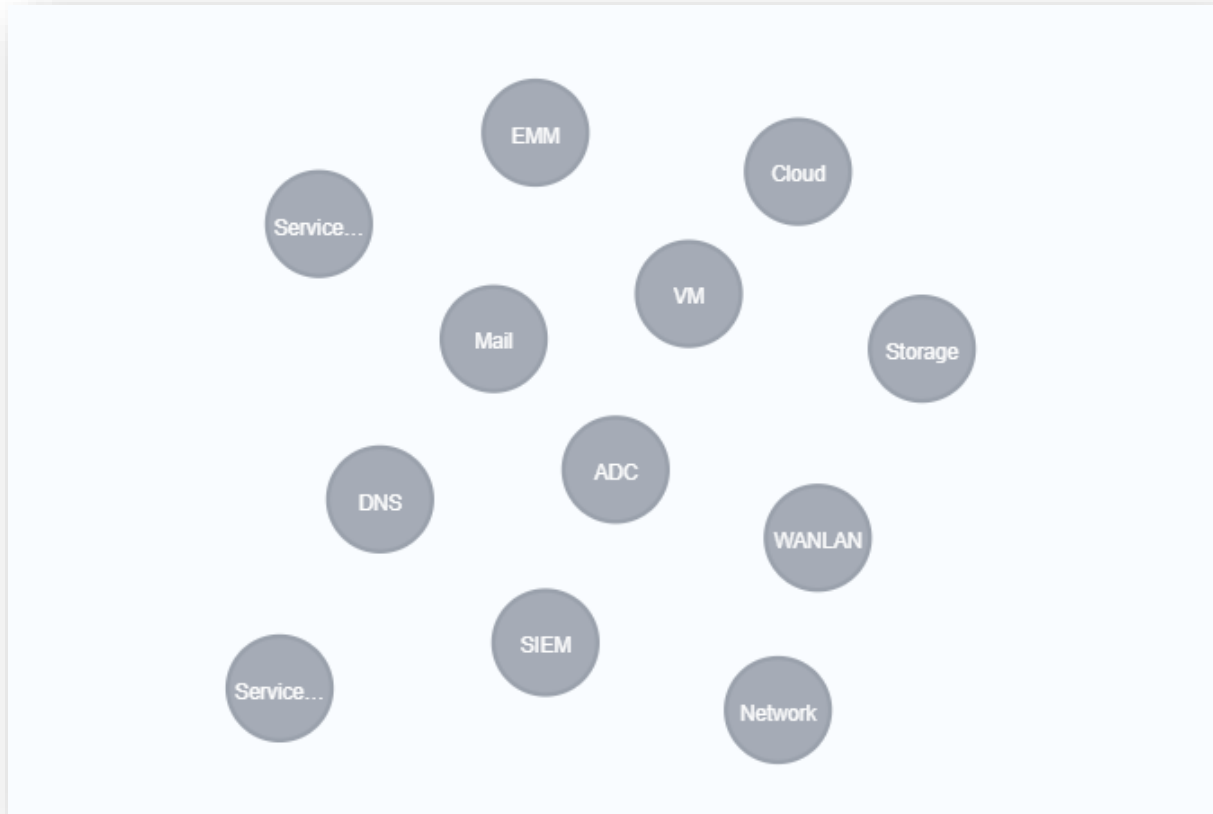 EMM
Cloud
Service...
VM
Mail
Storage
ADC
DNS
WANLAN
SIEM
Service...
Network